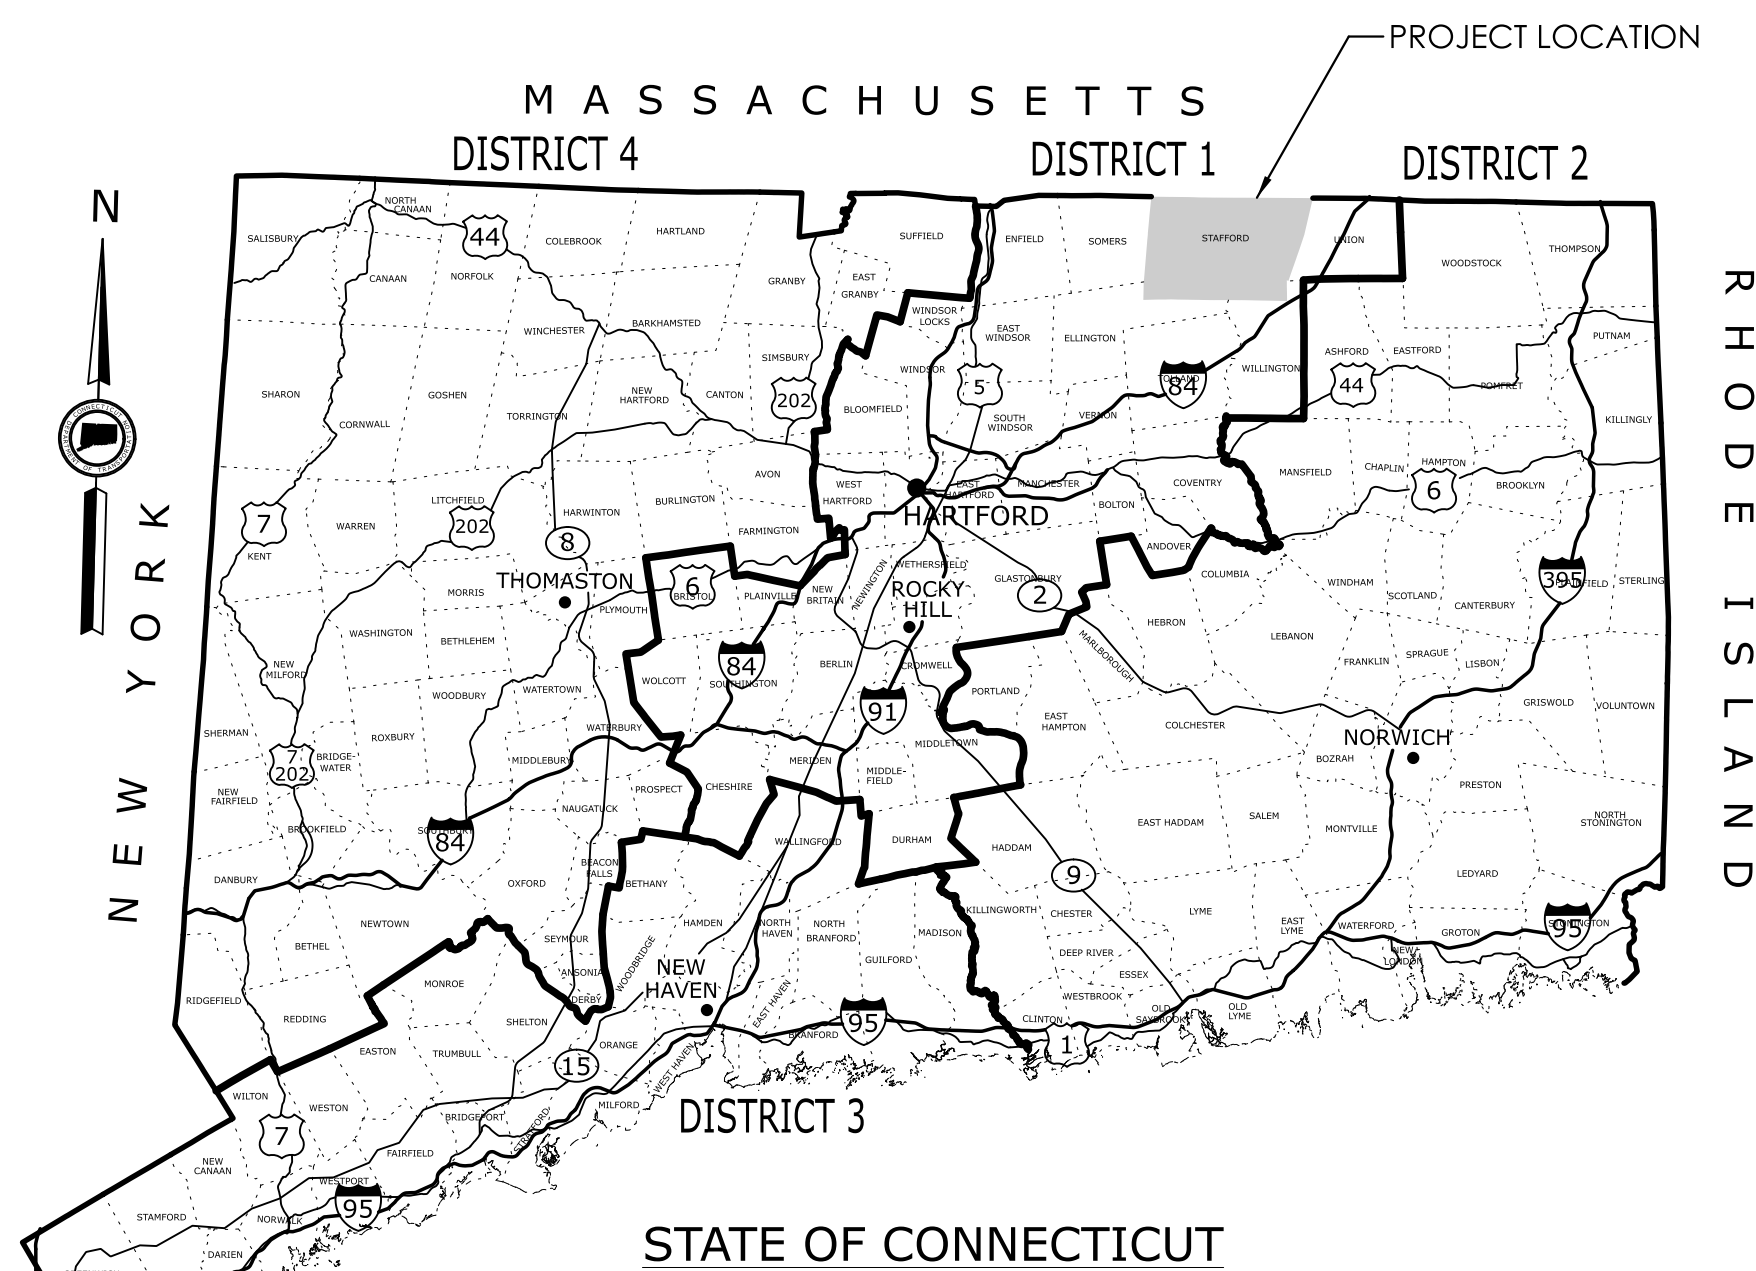 PROJECT LOCATION
MASSACHUSETTS
DISTRICT 4
DISTRICT 1
DISTRICT 2
N
NORTH
CANAAN
SALISBURY
44
COLEBROOK
HARTLAND
SUFFIELD
ENFIELD
SOMERS
STAFFORD
UNION
WOODSTOCK
THOMPSON
CANAAN
NORFOLK
GRANBY
EAST
GRANBY
WINCHESTER
BARKHAMSTED
WINDSOR
LOCKS
EAST
WINDSOR
ELLINGTON
PUTNAM
SIMSBURY
WINDSOR
ASHFORD
EASTFORD
WILLINGTON
TOLLAND
84
44
POMFRET
5
SHARON
GOSHEN
NEW
HARTFORD
CANTON
202
BLOOMFIELD
TORRINGTON
SOUTH
WINDSOR
VERNON
KILLINGLY
CORNWALL
CONNECTICUT
DEPARTMENT OF TRANSPORTATION
AVON
WEST
HARTFORD
EAST
HARTFORD
MANCHESTER
COVENTRY
MANSFIELD
CHAPLIN
HAMPTON
6
BROOKLYN
LITCHFIELD
202
BURLINGTON
HARWINTON
HARTFORD
BOLTON
7
WARREN
8
FARMINGTON
ANDOVER
KENT
THOMASTON
6
BRISTOL
PLAINVILLE
NEW
BRITAIN
NEWINGTON
WETHERSFIELD
ROCKY
HILL
GLASTONBURY
2
COLUMBIA
WINDHAM
SCOTLAND
CANTERBURY
395
PLAINFIELD
STERLING
MORRIS
PLYMOUTH
HEBRON
LEBANON
WASHINGTON
BETHLEHEM
NEW
MILFORD
WOLCOTT
84
SOUTHINGTON
BERLIN
CROMWELL
MARLBOROUGH
FRANKLIN
SPRAGUE
LISBON
WOODBURY
WATERTOWN
91
PORTLAND
GRISWOLD
VOLUNTOWN
SHERMAN
ROXBURY
WATERBURY
EAST
HAMPTON
COLCHESTER
NORWICH
7
202
BRIDGE-
WATER
MIDDLEBURY
MERIDEN
MIDDLETOWN
BOZRAH
NEW
FAIRFIELD
PROSPECT
CHESHIRE
MIDDLE-
FIELD
PRESTON
NAUGATUCK
BROOKFIELD
SOUTHBURY
84
WALLINGFORD
DURHAM
HADDAM
EAST HADDAM
SALEM
MONTVILLE
NORTH
STONINGTON
DANBURY
OXFORD
BEACON
FALLS
BETHANY
9
LEDYARD
NEWTOWN
HAMDEN
NORTH
HAVEN
NORTH
BRANFORD
MADISON
KILLINGWORTH
CHESTER
LYME
EAST
LYME
WATERFORD
GROTON
STONINGTON
95
BETHEL
SEYMOUR
WOODBRIDGE
GUILFORD
DEEP RIVER
NEW
LONDON
ANSONIA
NEW
HAVEN
ESSEX
RIDGEFIELD
MONROE
DERBY
EAST HAVEN
WESTBROOK
OLD
SAYBROOK
OLD
LYME
REDDING
SHELTON
95
BRANFORD
CLINTON
1
EASTON
TRUMBULL
ORANGE
15
WEST HAVEN
WILTON
WESTON
BRIDGEPORT
STRATFORD
MILFORD
DISTRICT 3
7
NEW
CANAAN
FAIRFIELD
WESTPORT
95
STAMFORD
NORWALK
DARIEN
NEW YORK
RHODE ISLAND
STATE OF CONNECTICUT